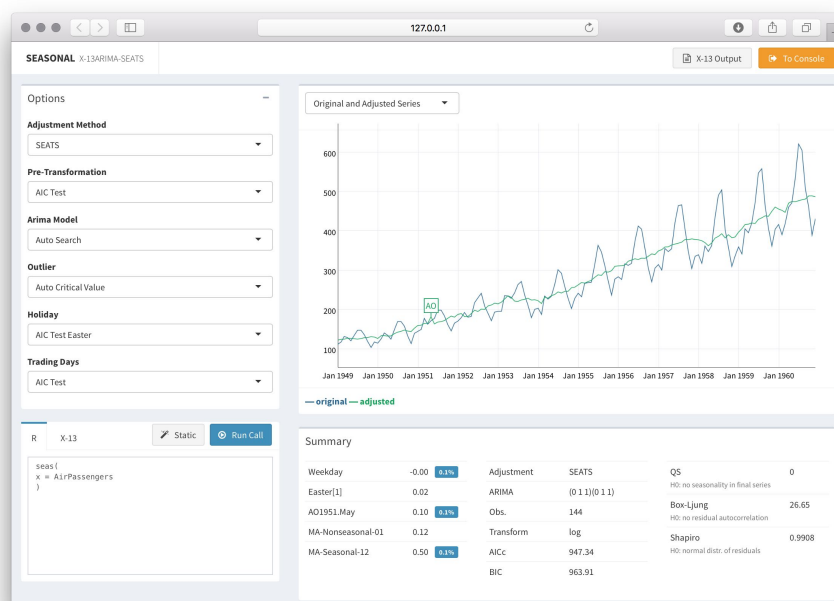 127.0.0.1
SEASONAL X-13ARIMA-SEATS
X-13 Output
To Console
Options
Adjustment Method
SEATS
Pre-Transformation
AIC Test
Arima Model
Auto Search
Outlier
Auto Critical Value
Holiday
AIC Test Easter
Trading Days
AIC Test
R X-13 Static Run Call
seas(
x = AirPassengers
)
Original and Adjusted Series
600
500
400
300
200
100
AO
Jan 1949 Jan 1950 Jan 1951 Jan 1952 Jan 1953 Jan 1954 Jan 1955 Jan 1956 Jan 1957 Jan 1958 Jan 1959 Jan 1960
original adjusted
Summary
Weekday -0.00 0.1%
Easter[1] 0.02
AO1951.May 0.10 0.1%
MA-Nonseasonal-01 0.12
MA-Seasonal-12 0.50 0.1%
Adjustment SEATS
ARIMA (0 1 1)(0 1 1)
Obs. 144
Transform log
AICc 947.34
BIC 963.91
QS 0
H0: no seasonality in final series
Box-Ljung 26.65
H0: no residual autocorrelation
Shapiro 0.9908
H0: normal distr. of residuals